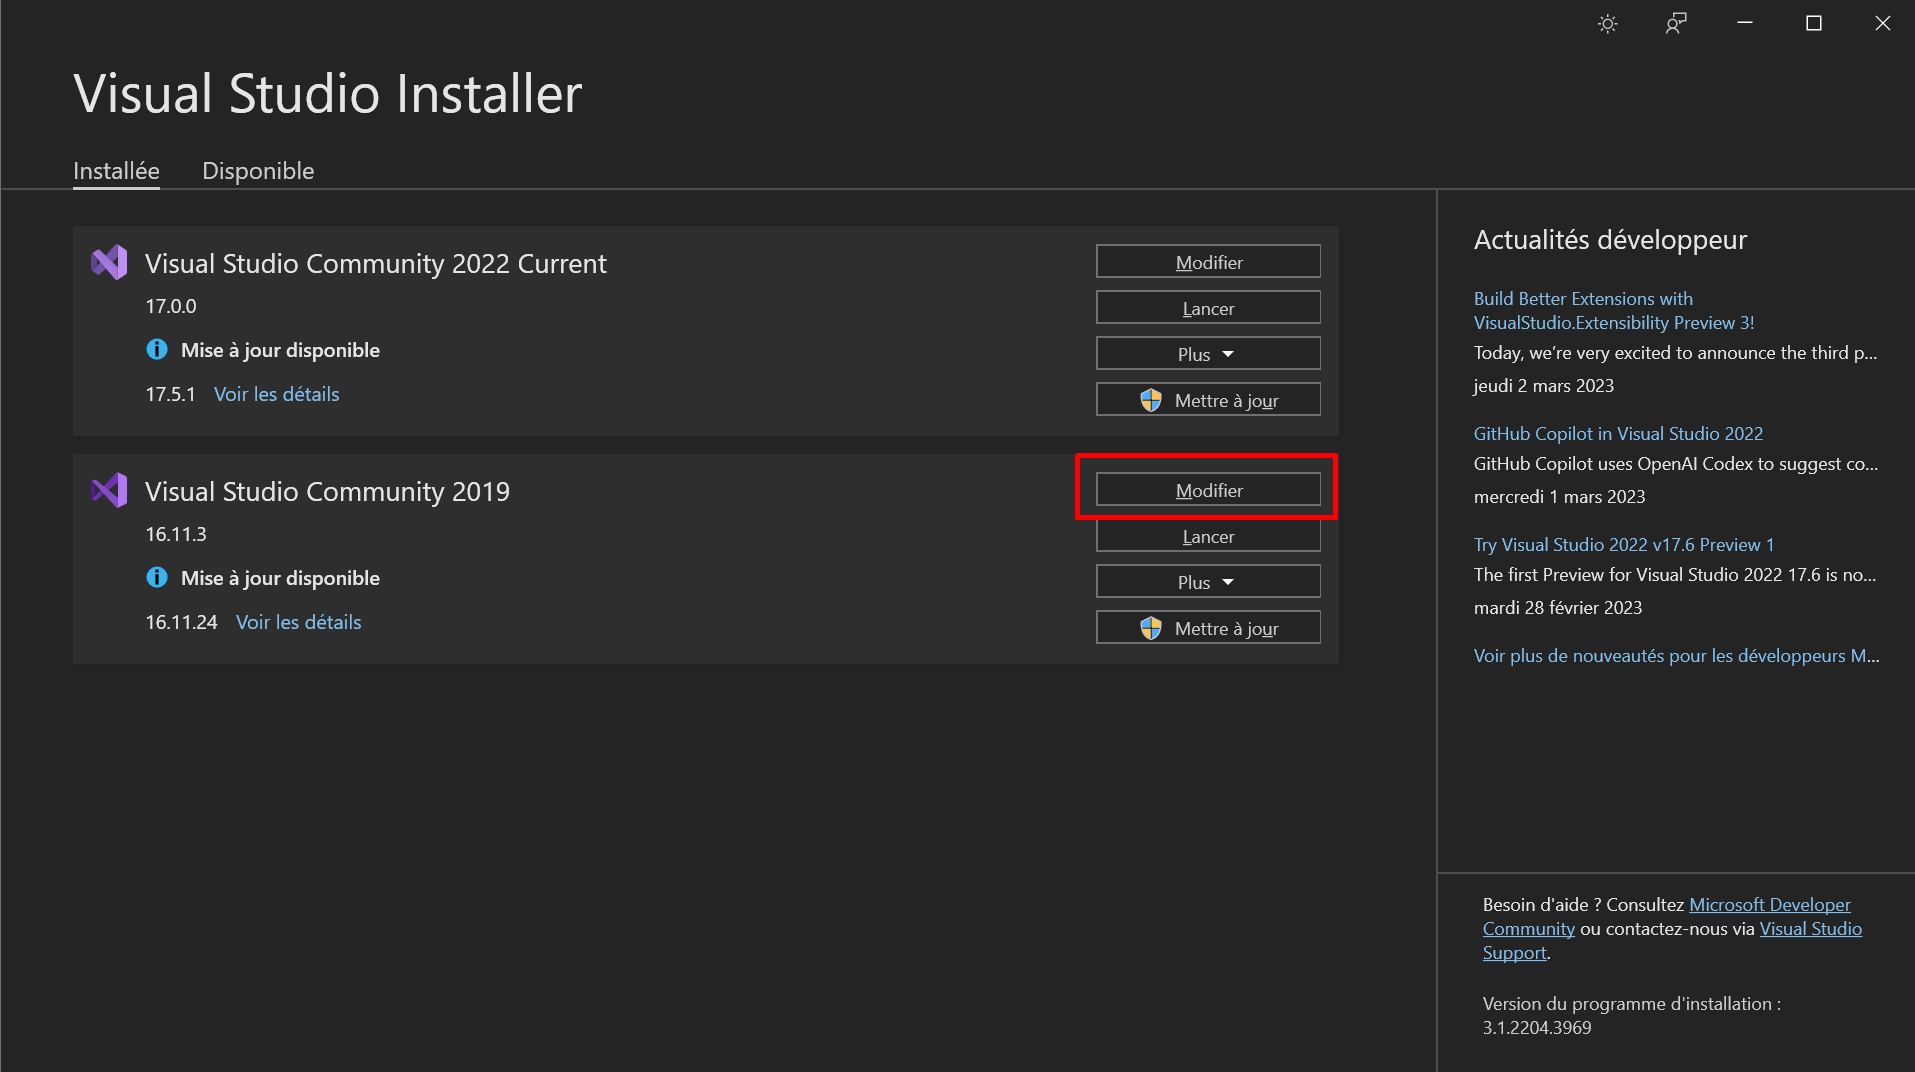 Visual Studio Installer
Installée
Disponible
Visual Studio Community 2022 Current
17.0.0
Mise à jour disponible
17.5.1 Voir les détails
Modifier
Lancer
Plus
Mettre à jour
Visual Studio Community 2019
16.11.3
Mise à jour disponible
16.11.24 Voir les détails
Modifier
Lancer
Plus
Mettre à jour
Actualités développeur
Build Better Extensions with
VisualStudio.Extensibility Preview 3!
Today, we’re very excited to announce the third p...
jeudi 2 mars 2023
GitHub Copilot in Visual Studio 2022
GitHub Copilot uses OpenAI Codex to suggest co...
mercredi 1 mars 2023
Try Visual Studio 2022 v17.6 Preview 1
The first Preview for Visual Studio 2022 17.6 is no...
mardi 28 février 2023
Voir plus de nouveautés pour les développeurs M...
Besoin d'aide ? Consultez Microsoft Developer
Community ou contactez-nous via Visual Studio
Support.
Version du programme d'installation :
3.1.2204.3969